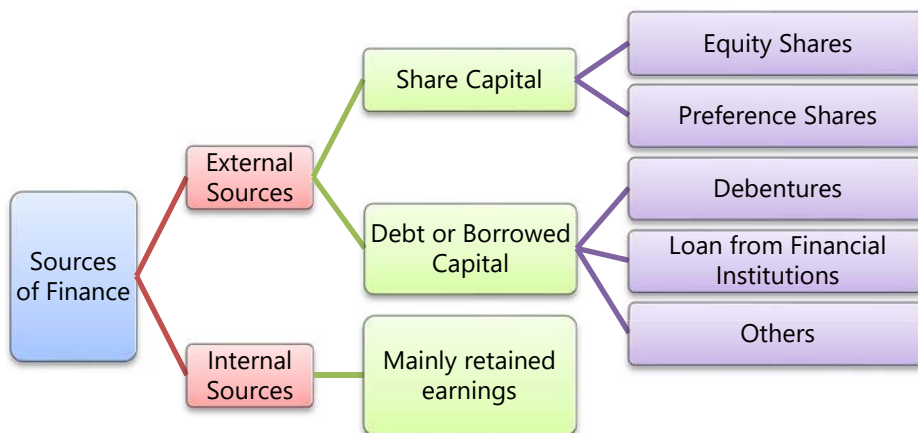 Equity Shares
Share Capital
Preference Shares
External
Sources
Debentures
Debt or Borrowed
Capital
Loan from Financial
Institutions
Sources
of Finance
Others
Internal
Sources
Mainly retained
earnings